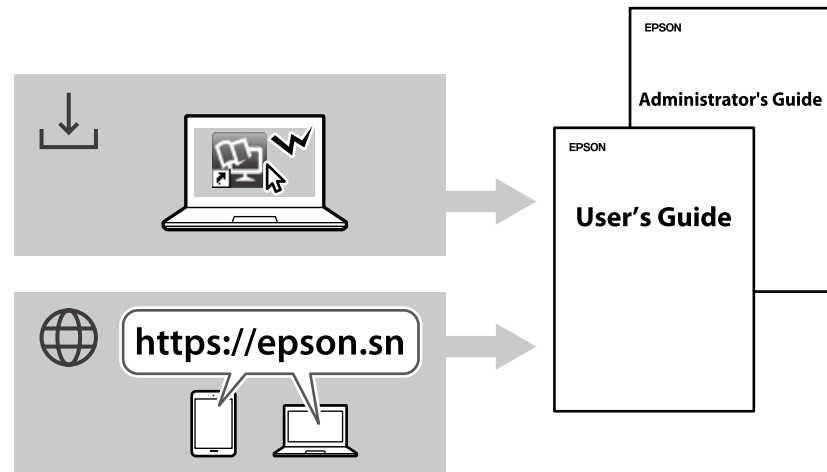 EPSON
Administrator's Guide
EPSON
User's Guide
https://epson.sn